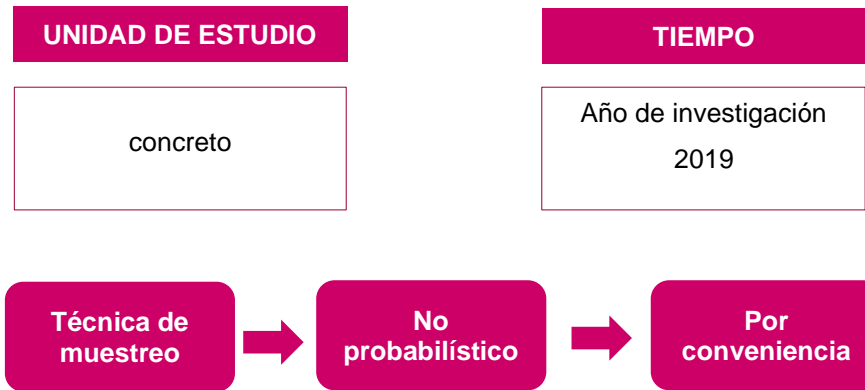 UNIDAD DE ESTUDIO
TIEMPO
concreto
Año de investigación
2019
Técnica de
muestreo
No
probabilístico
Por
conveniencia